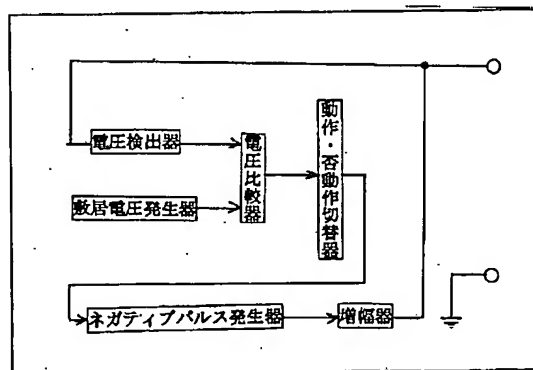 電圧検出器
電圧比較器
動作・否動作切替器
敷居電圧発生器
ネガティブパルス発生器
増幅器